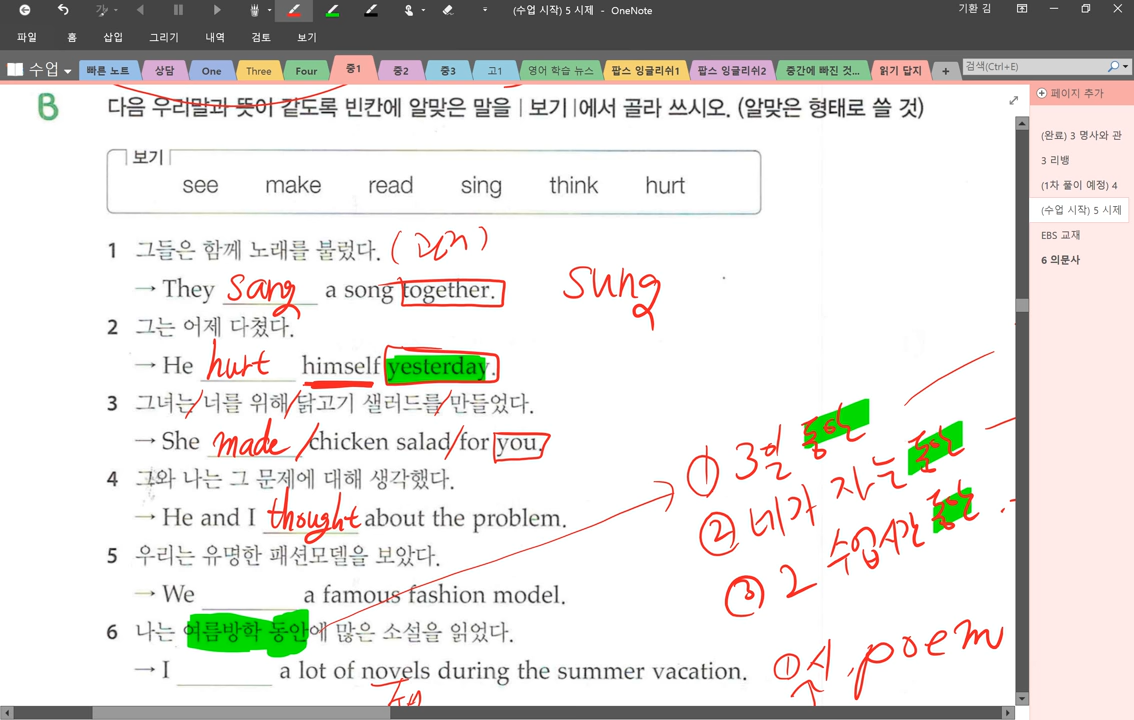 (수업 시작) 5 시제 - OneNote
기환 김
파일 홈 삽입 그리기 내역 검토 보기
수업 빠른 노트 상담 One Three Four 중1 중2 중3 고1 영어 학습 뉴스 팝스 잉글리쉬1 팝스 잉글리쉬2 중간에 빠진 것... 읽기 답지 + 검색(Ctrl+E)
페이지 추가
(완료) 3 명사와 관
3 리뱅
(1차 풀이 예정) 4
(수업 시작) 5 시제
EBS 교재
6 의문사
B 다음 우리말과 뜻이 같도록 빈칸에 알맞은 말을 |보기|에서 골라 쓰시오. (알맞은 형태로 쓸 것)
보기
see make read sing think hurt
1 그들은 함께 노래를 불렀다. (과거)
→ They sang a song together. sung
2 그는 어제 다쳤다.
→ He hurt himself yesterday.
3 그녀는/너를 위해/닭고기 샐러드를/만들었다.
→ She made/chicken salad/for you.
4 그와 나는 그 문제에 대해 생각했다.
→ He and I thought about the problem.
5 우리는 유명한 패션모델을 보았다.
→ We ________ a famous fashion model.
6 나는 여름방학 동안에 많은 소설을 읽었다.
→ I ________ a lot of novels during the summer vacation.
① 3일 동안
② 네가 자는 동안
③ 2 수업시간 동안
① 시, poem